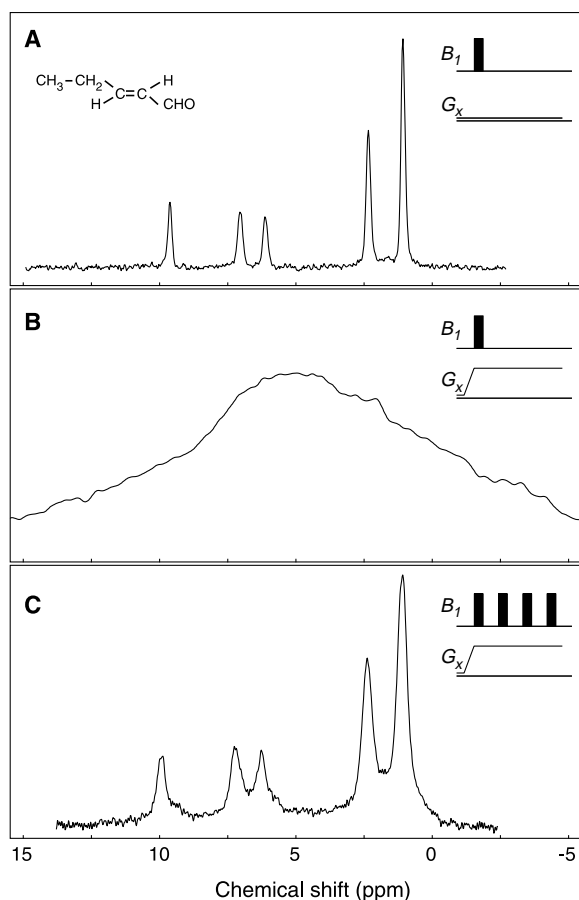 A
CH3-CH2
H
C=C
H
CHO
B1
Gx
B
B1
Gx
C
B1
Gx
15 10 5 0 -5
Chemical shift (ppm)